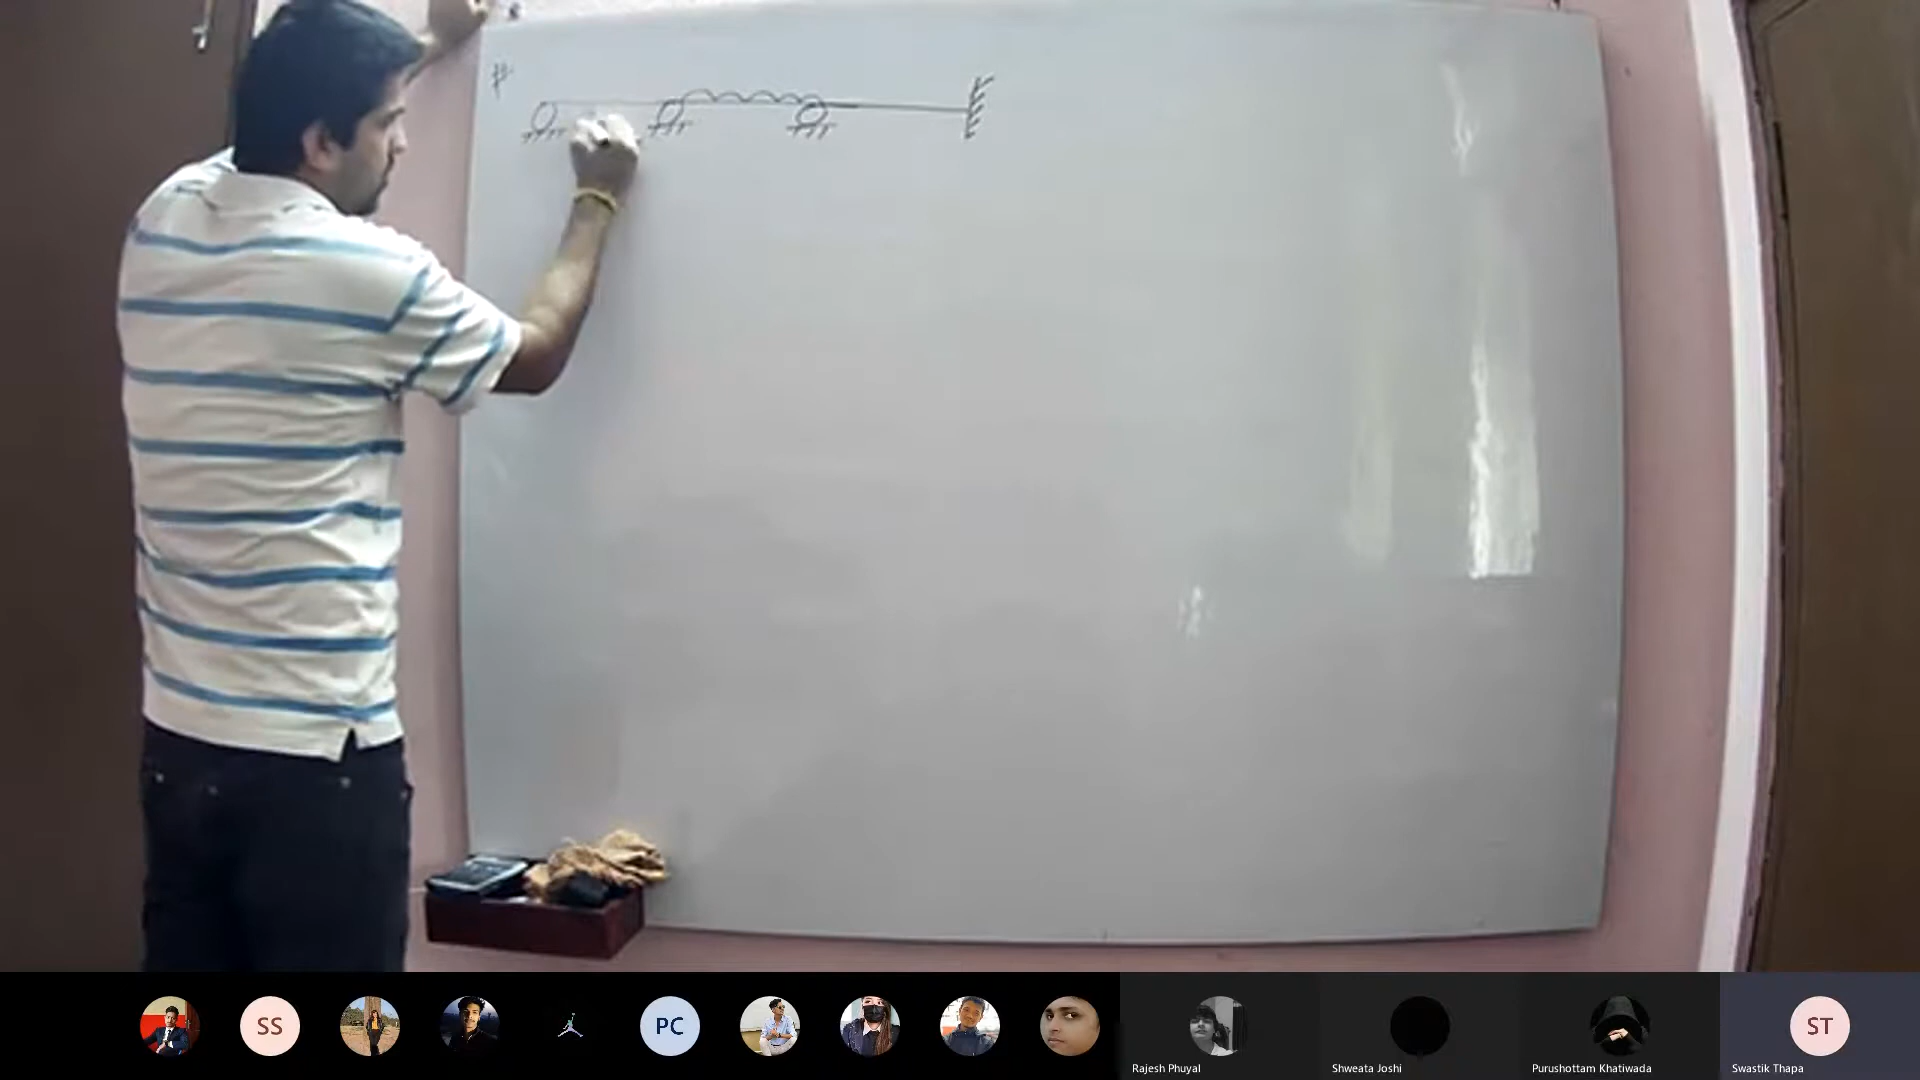 SS
PC
Rajesh Phuyal
Shweata Joshi
Purushottam Khatiwada
ST
Swastik Thapa